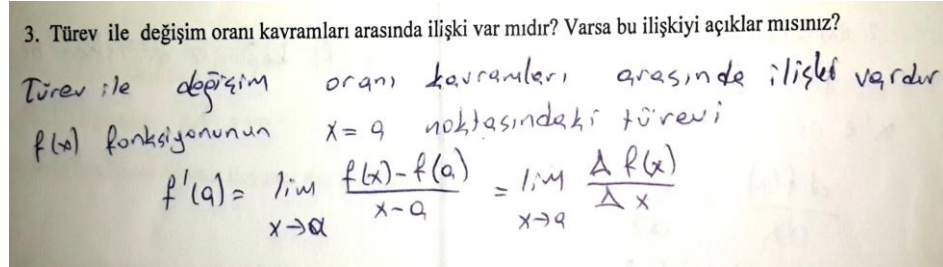 3. Türev ile değişim oranı kavramları arasında ilişki var mıdır? Varsa bu ilişkiyi açıklar mısınız?
Türev ile değişim oranı kavramları arasında ilişki vardır
f(x) fonksiyonunun x = a noktasındaki türevi
f'(a) = lim x→a (f(x) - f(a)) / (x - a) = lim x→a Δf(x) / Δx